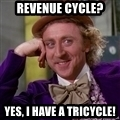 REVENUE CYCLE?
YES, I HAVE A TRICYCLE!